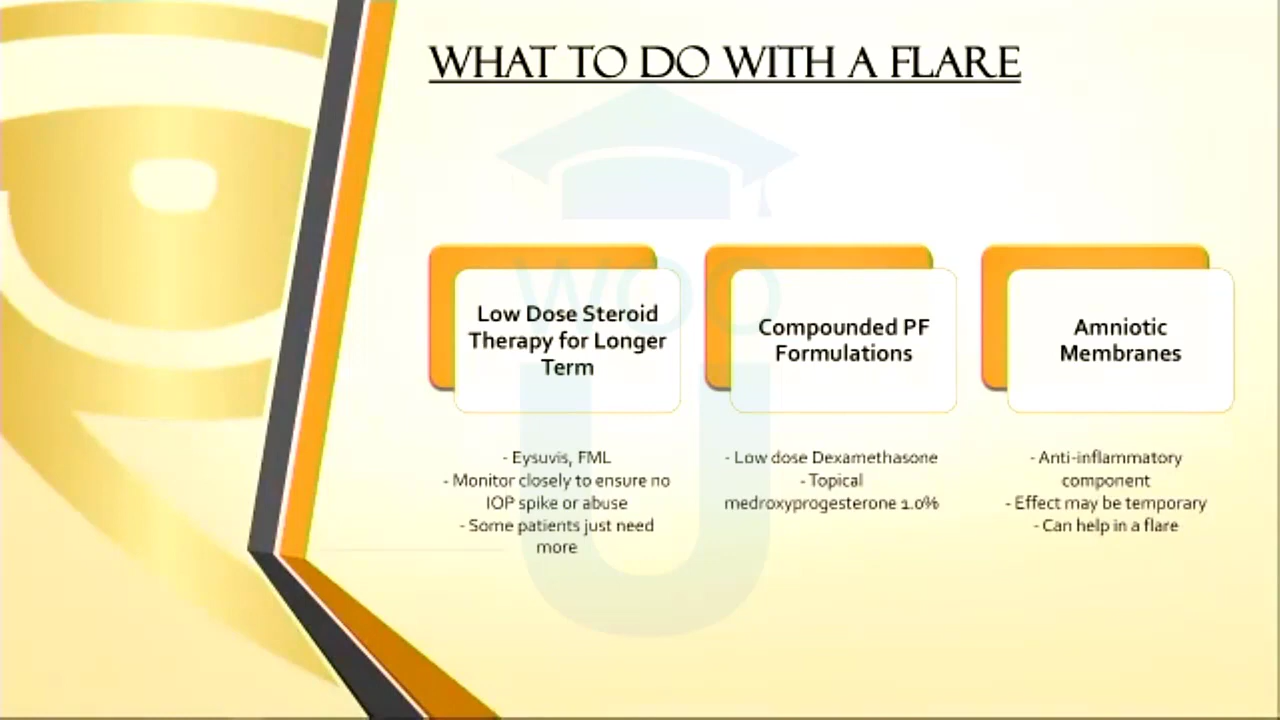 WHAT TO DO WITH A FLARE
WOO
U
Low Dose Steroid
Therapy for Longer
Term
- Eysuvis, FML
- Monitor closely to ensure no
IOP spike or abuse
- Some patients just need
more
Compounded PF
Formulations
- Low dose Dexamethasone
- Topical
medroxyprogesterone 1.0%
Amniotic
Membranes
- Anti-inflammatory
component
- Effect may be temporary
- Can help in a flare